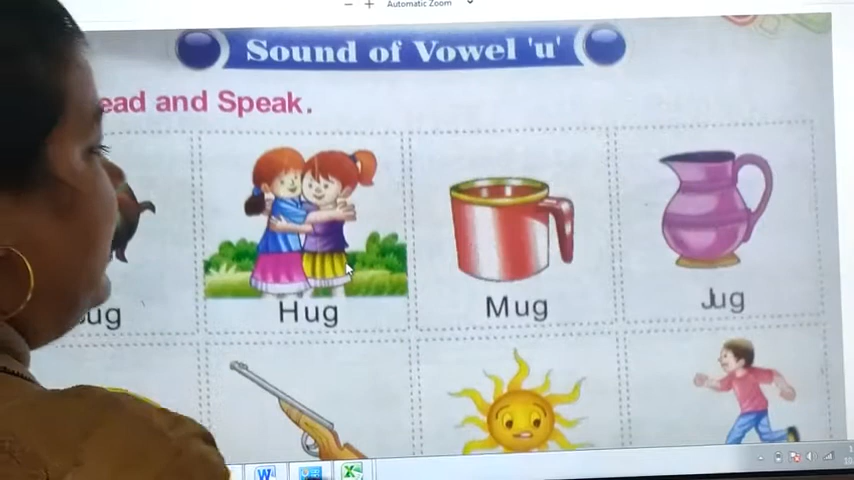 Automatic Zoom
Sound of Vowel 'u'
ead and Speak.
ug Hug Mug Jug